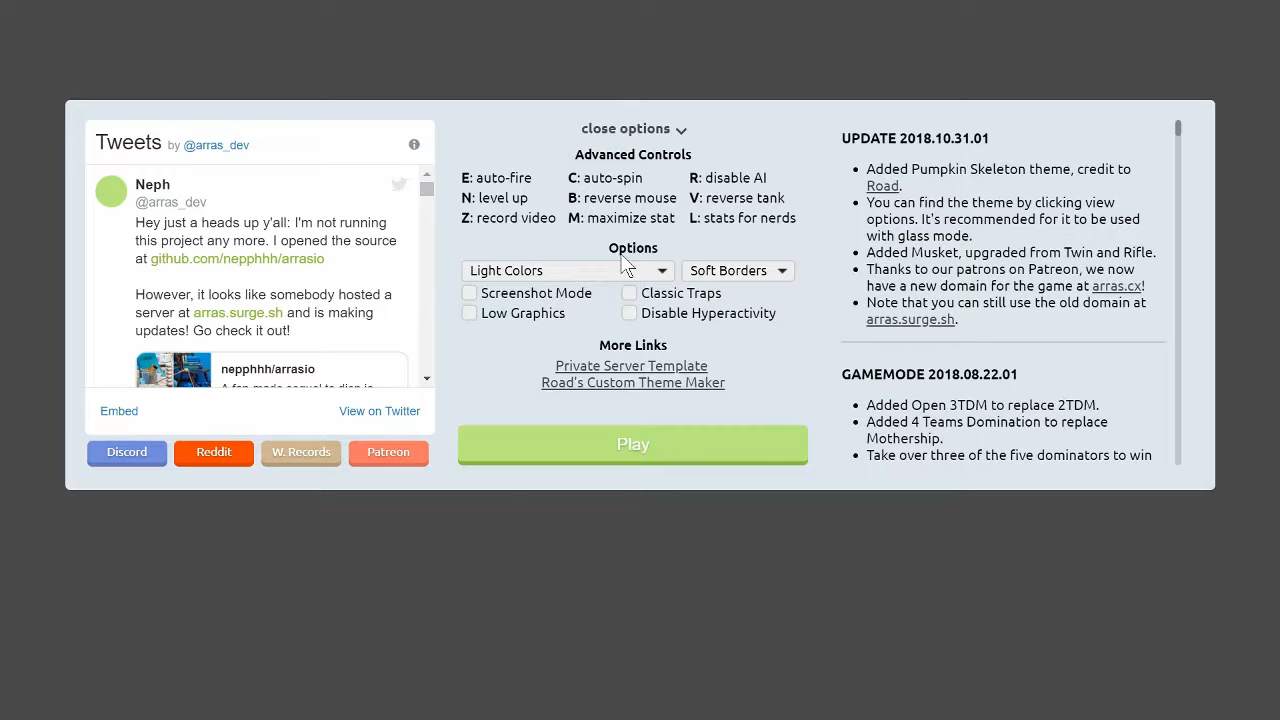 Tweets by @arras_dev
Neph
@arras_dev
Hey just a heads up y'all: I'm not running
this project any more. I opened the source
at github.com/nepphhh/arrasio
However, it looks like somebody hosted a
server at arras.surge.sh and is making
updates! Go check it out!
nepphhh/arrasio
Embed
View on Twitter
Discord
Reddit
W. Records
Patreon
close options
Advanced Controls
E: auto-fire C: auto-spin R: disable AI
N: level up B: reverse mouse V: reverse tank
Z: record video M: maximize stat L: stats for nerds
Options
Light Colors Soft Borders
Screenshot Mode Classic Traps
Low Graphics Disable Hyperactivity
More Links
Private Server Template
Road's Custom Theme Maker
Play
UPDATE 2018.10.31.01
• Added Pumpkin Skeleton theme, credit to
Road.
• You can find the theme by clicking view
options. It's recommended for it to be used
with glass mode.
• Added Musket, upgraded from Twin and Rifle.
• Thanks to our patrons on Patreon, we now
have a new domain for the game at arras.cx!
• Note that you can still use the old domain at
arras.surge.sh.
GAMEMODE 2018.08.22.01
• Added Open 3TDM to replace 2TDM.
• Added 4 Teams Domination to replace
Mothership.
• Take over three of the five dominators to win